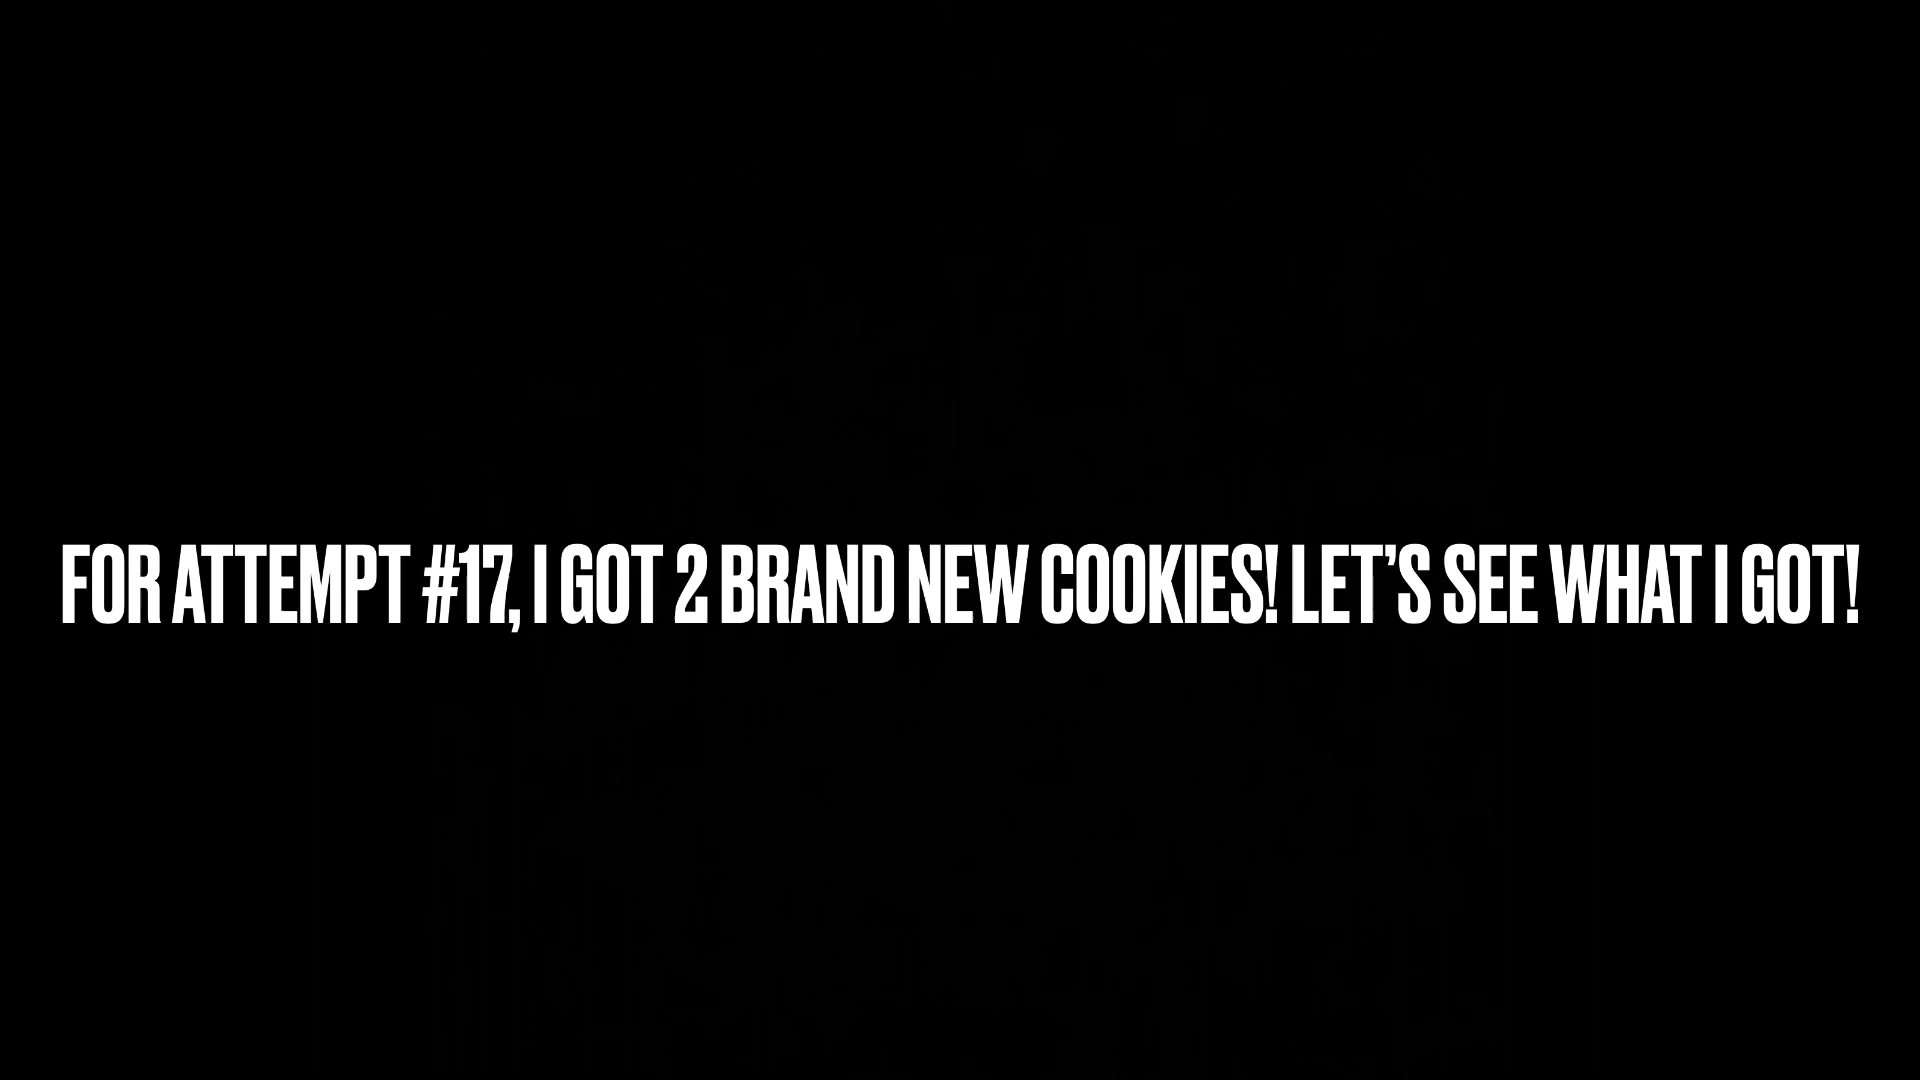 FOR ATTEMPT #17, I GOT 2 BRAND NEW COOKIES! LET’S SEE WHAT I GOT!